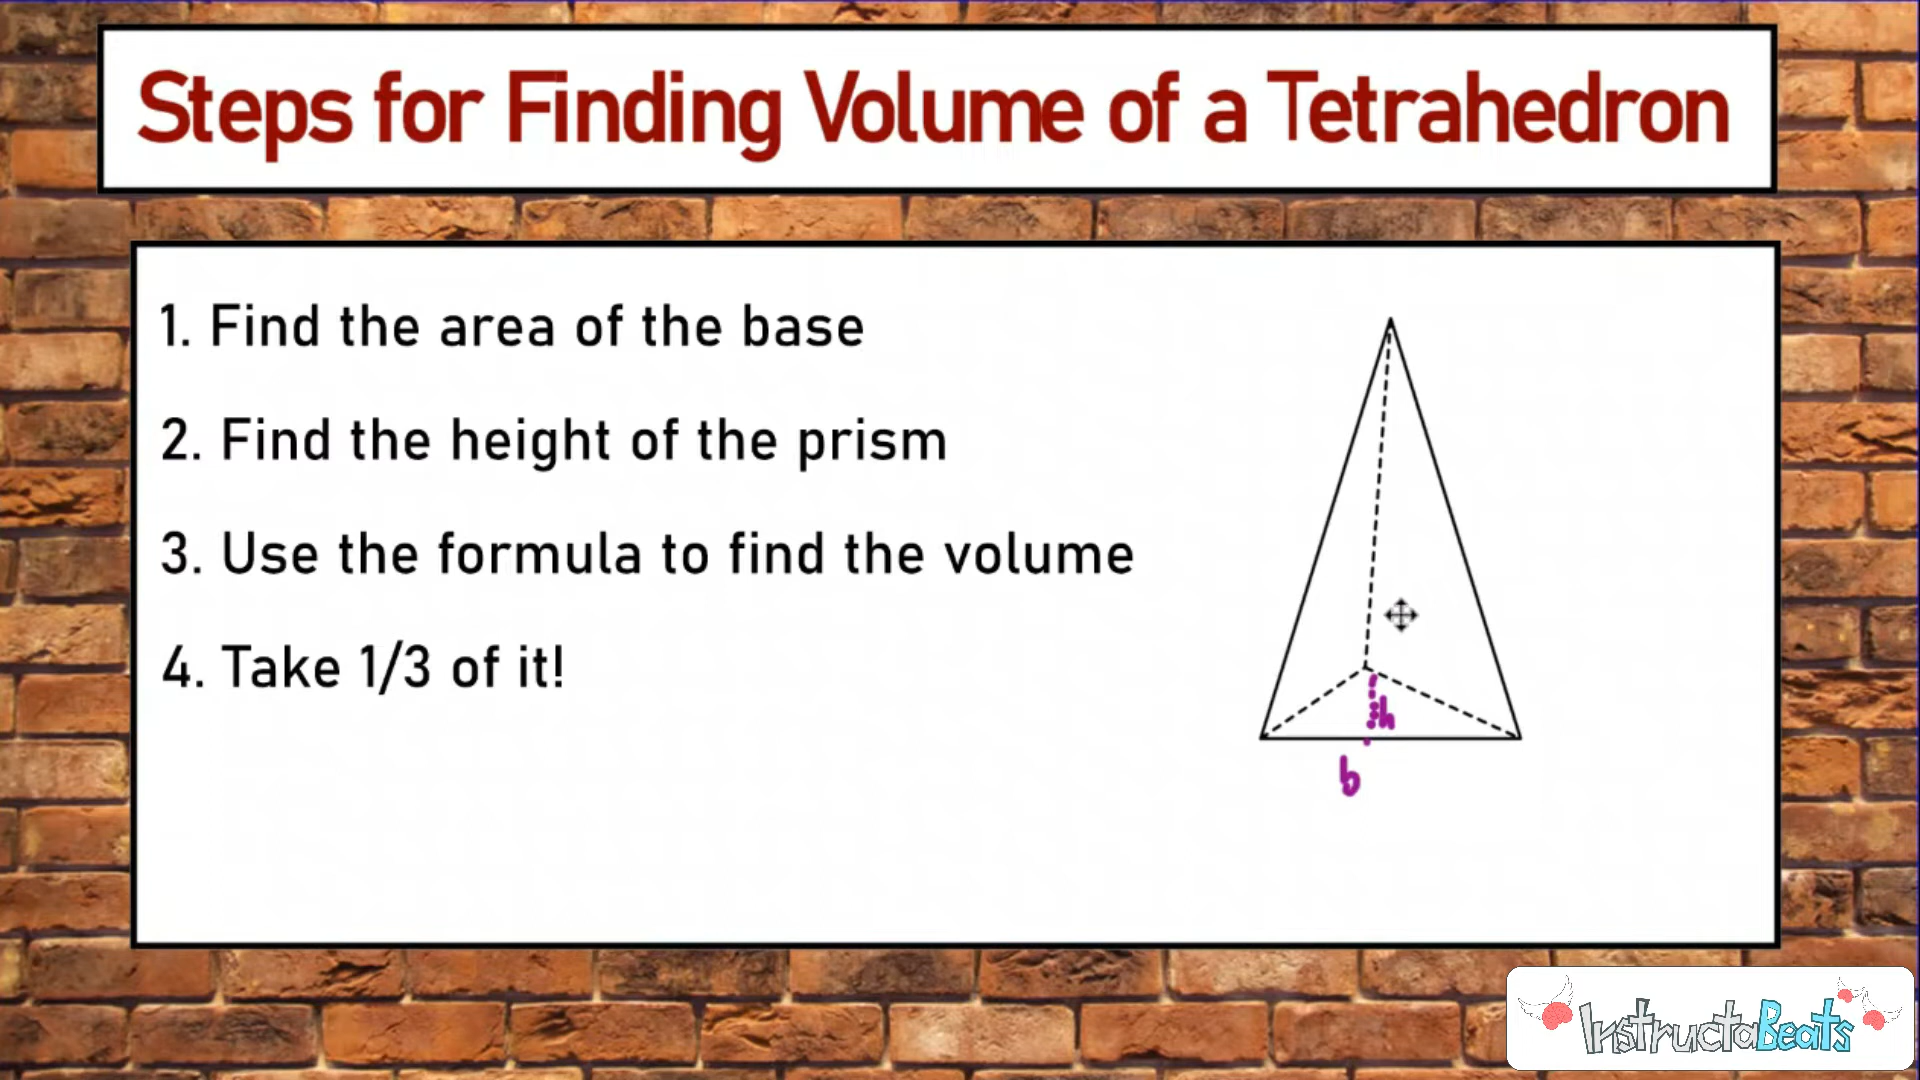 Steps for Finding Volume of a Tetrahedron
1. Find the area of the base
2. Find the height of the prism
3. Use the formula to find the volume
4. Take 1/3 of it!
h
b
InstructaBeats